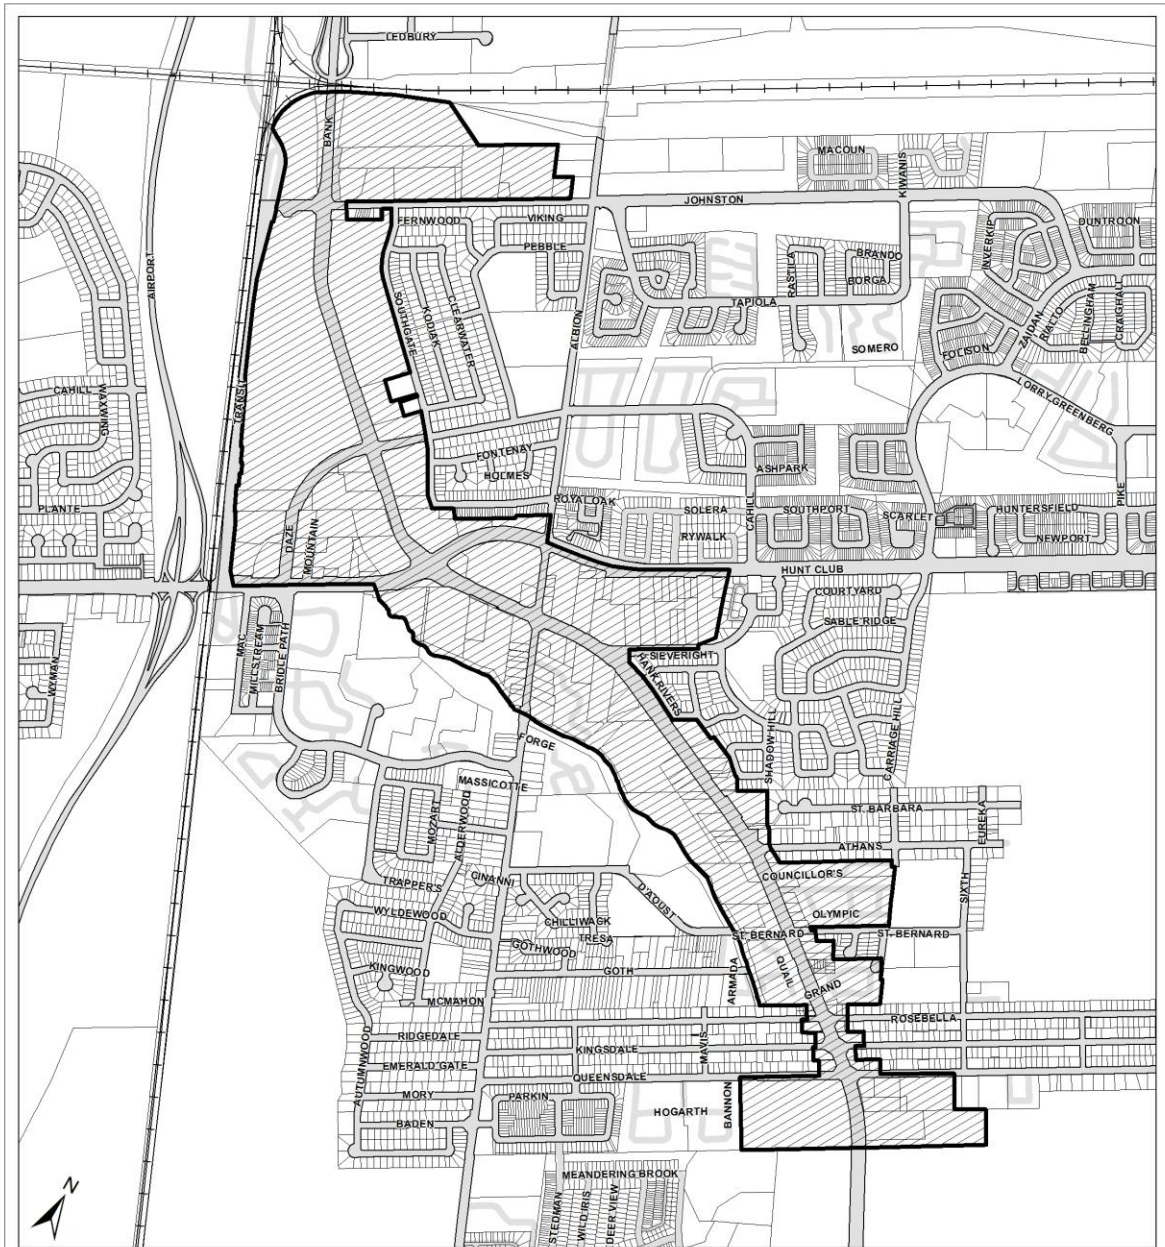 LEDBURY
BANK
MACOUN
KIWANIS
JOHNSTON
FERNWOOD
VIKING
DUNTROON
INVERKIP
PEBBLE
BRANDO
RASTILA
BORGA
AIRPORT
TAPIOLA
SOUTHGATE
KODIAK
CLEARWATER
ALBION
ZAIDAN
RIATTO
BELLINGHAM
CRAIGHALL
SOMERO
FOLISON
CAHILL
WAXWING
TRANSIT
LORRY GREENBERG
FONTENAY
HOLMES
ASHPARK
PLANTE
ROYAL OAK
SOLERA
CAHILL
SOUTHPORT
SCARLET
HUNTERSFIELD
PIKE
DAZE
MOUNTAIN
RYWALK
NEWPORT
HUNT CLUB
COURTYARD
SABLE RIDGE
WYMAN
MAC
MILLSTREAM
BRIDLE PATH
SIEVERIGHT
HANK RIVERS
FORGE
SHADOW HILL
CARRIAGE HILL
MASSICOTTE
MOZART
ALDERWOOD
ST. BARBARA
EUREKA
ATHANS
TRAPPER'S
GINANNI
COUNCILLOR'S
SIXTH
D'AOUST
WYLDEWOOD
CHILLIWACK
OLYMPIC
TRESA
ST. BERNARD
ST. BERNARD
GOTHWOOD
KINGWOOD
GOTH
ARMADA
QUAIL
GRAND
MCMAHON
ROSEBELLA
RIDGEDALE
KINGSDALE
MAVIS
AUTUMNWOOD
EMERALD GATE
QUEENSDALE
MORY
PARKIN
HOGARTH
BANNON
BADEN
MEANDERING BROOK
STEDMAN
WILD IRIS
DEER VIEW
N